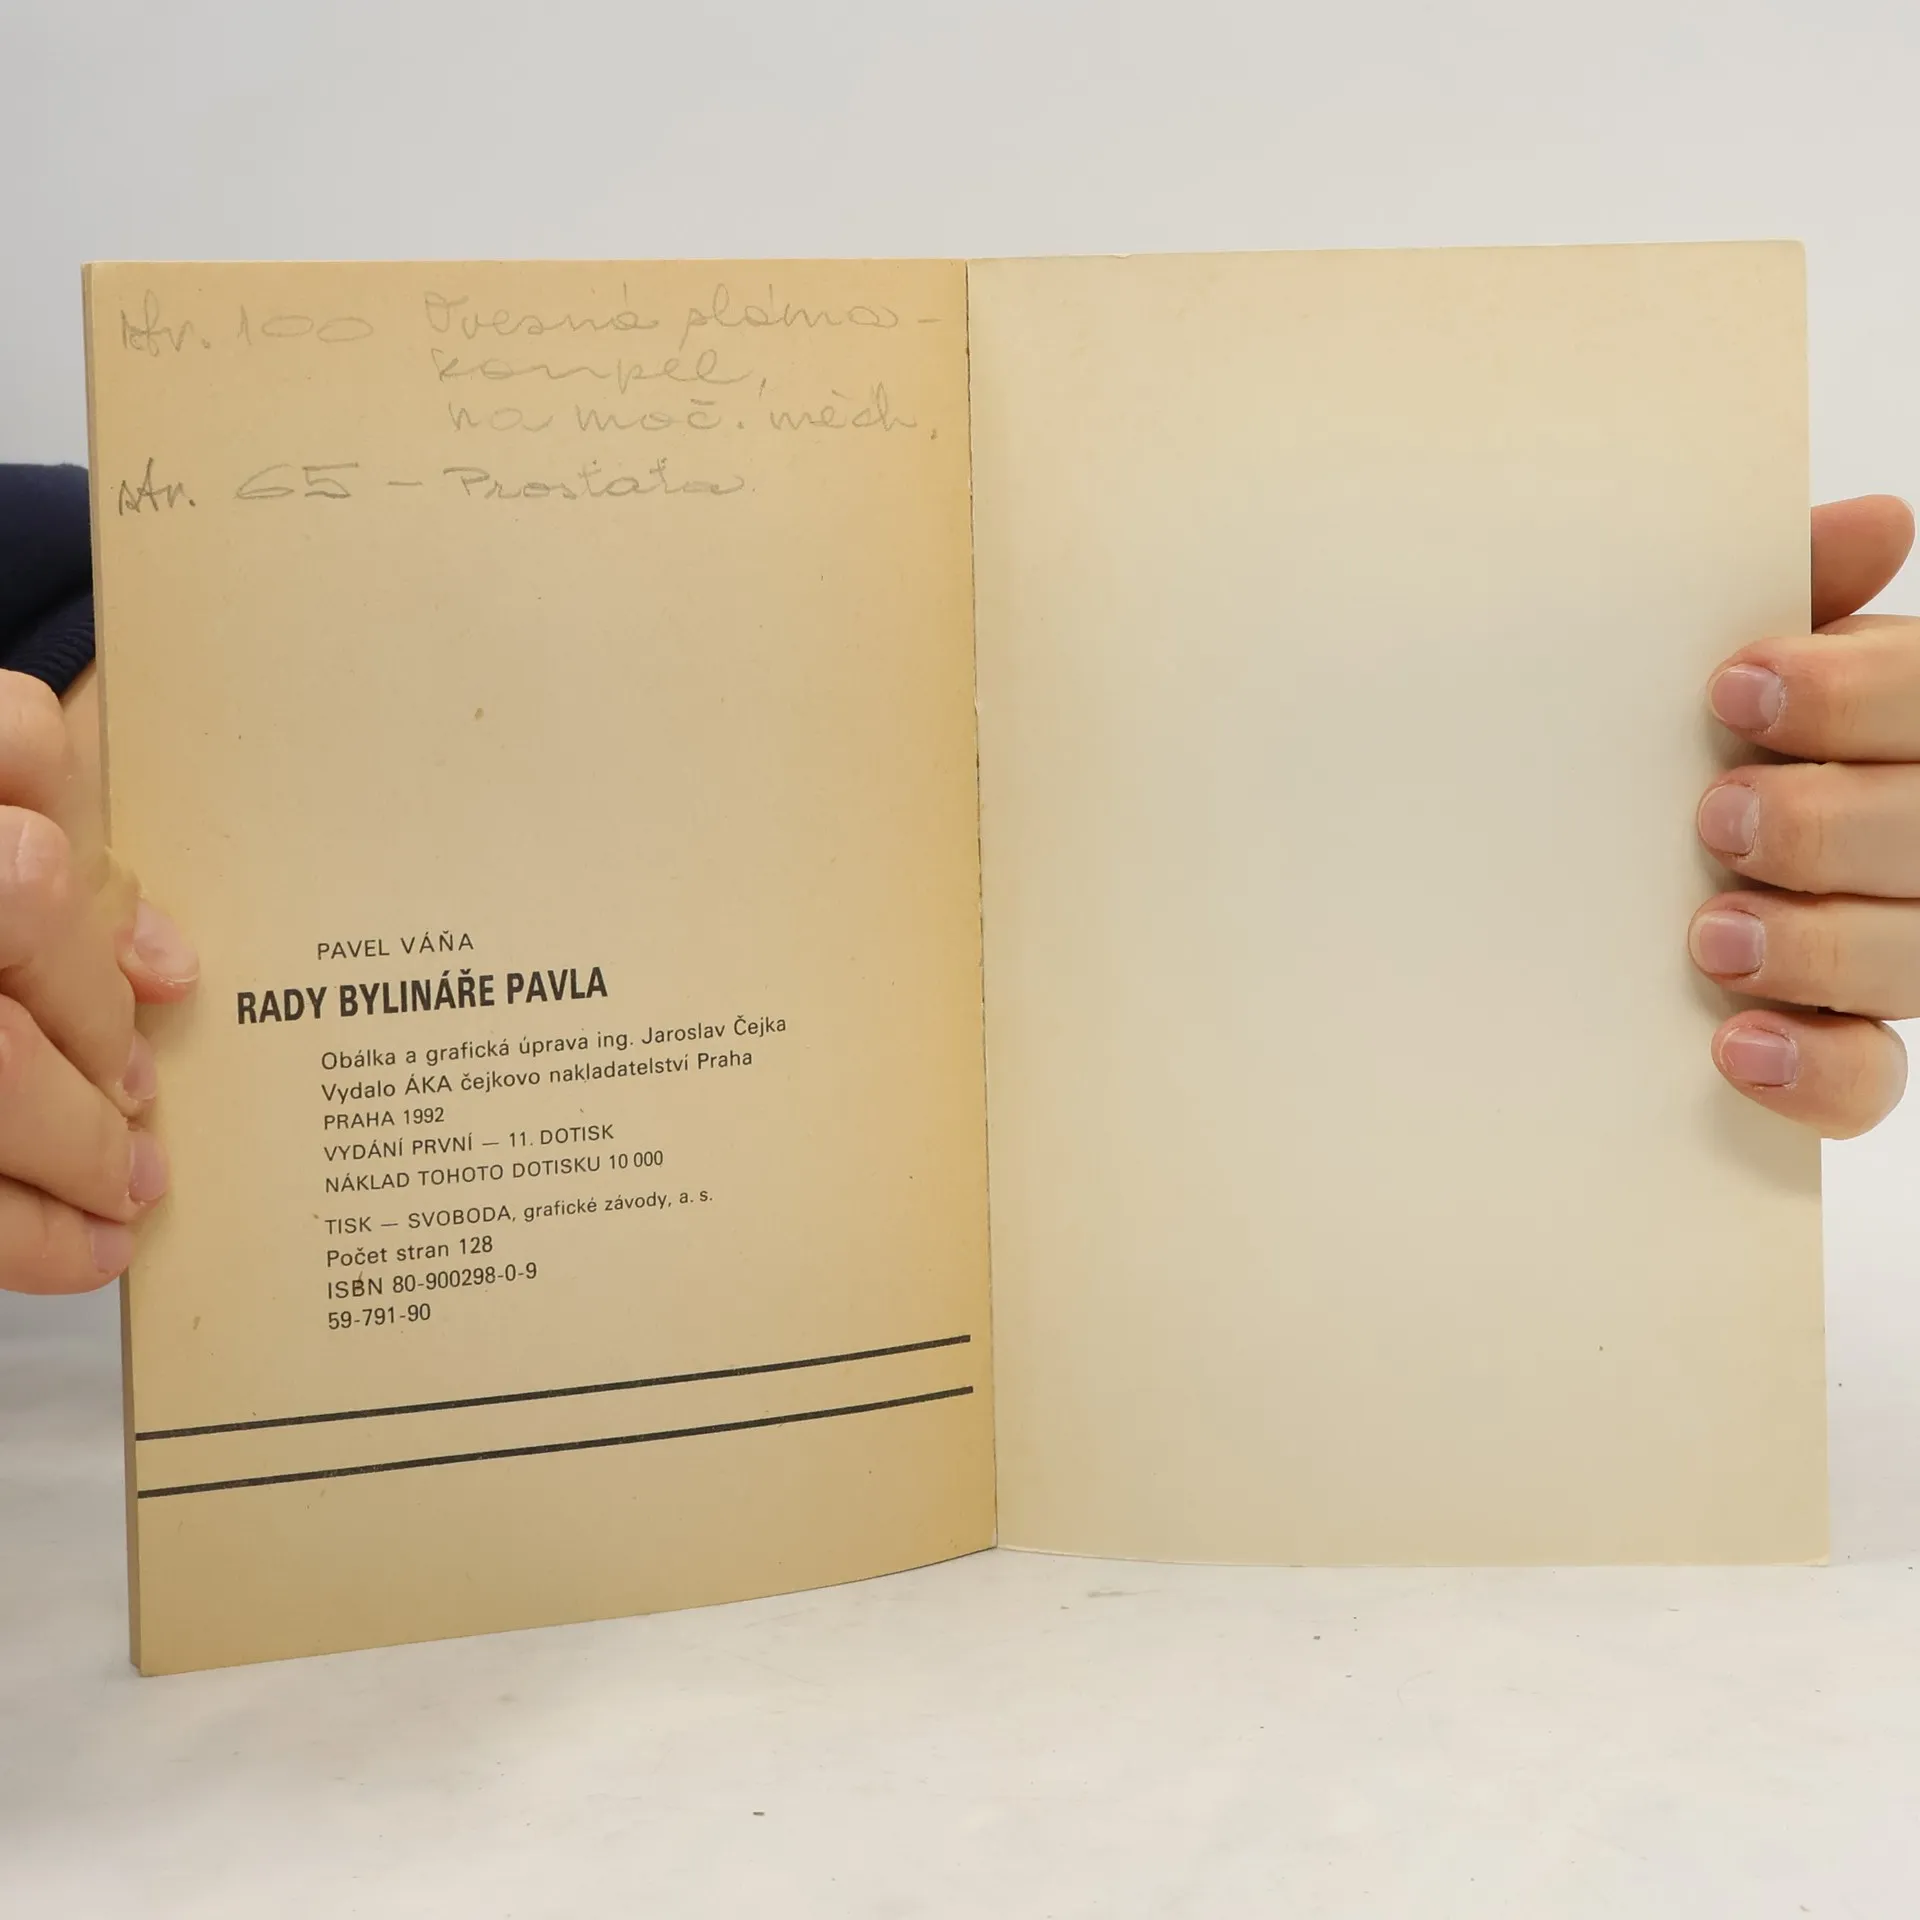 str. 100 Ovesná sláma -
koupel,
na moč. měch.
str. 65 - Prostata
PAVEL VÁŇA
RADY BYLINÁŘE PAVLA
Obálka a grafická úprava ing. Jaroslav Čejka
Vydalo ÁKA čejkovo nakladatelství Praha
PRAHA 1992
VYDÁNÍ PRVNÍ — 11. DOTISK
NÁKLAD TOHOTO DOTISKU 10 000
TISK — SVOBODA, grafické závody, a. s.
Počet stran 128
ISBN 80-900298-0-9
59-791-90